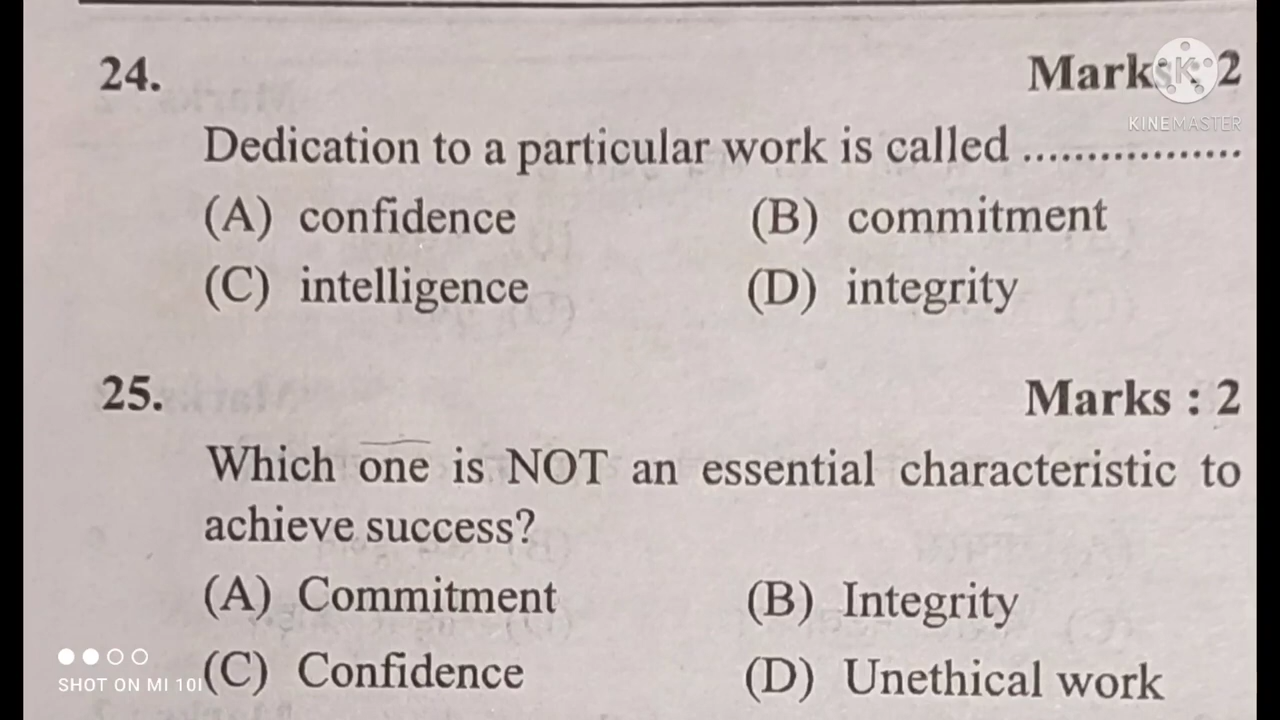 24. Marks : 2
KINEMASTER
Dedication to a particular work is called .................
(A) confidence (B) commitment
(C) intelligence (D) integrity
25. Marks : 2
Which one is NOT an essential characteristic to
achieve success?
(A) Commitment (B) Integrity
(C) Confidence (D) Unethical work
SHOT ON MI 10I